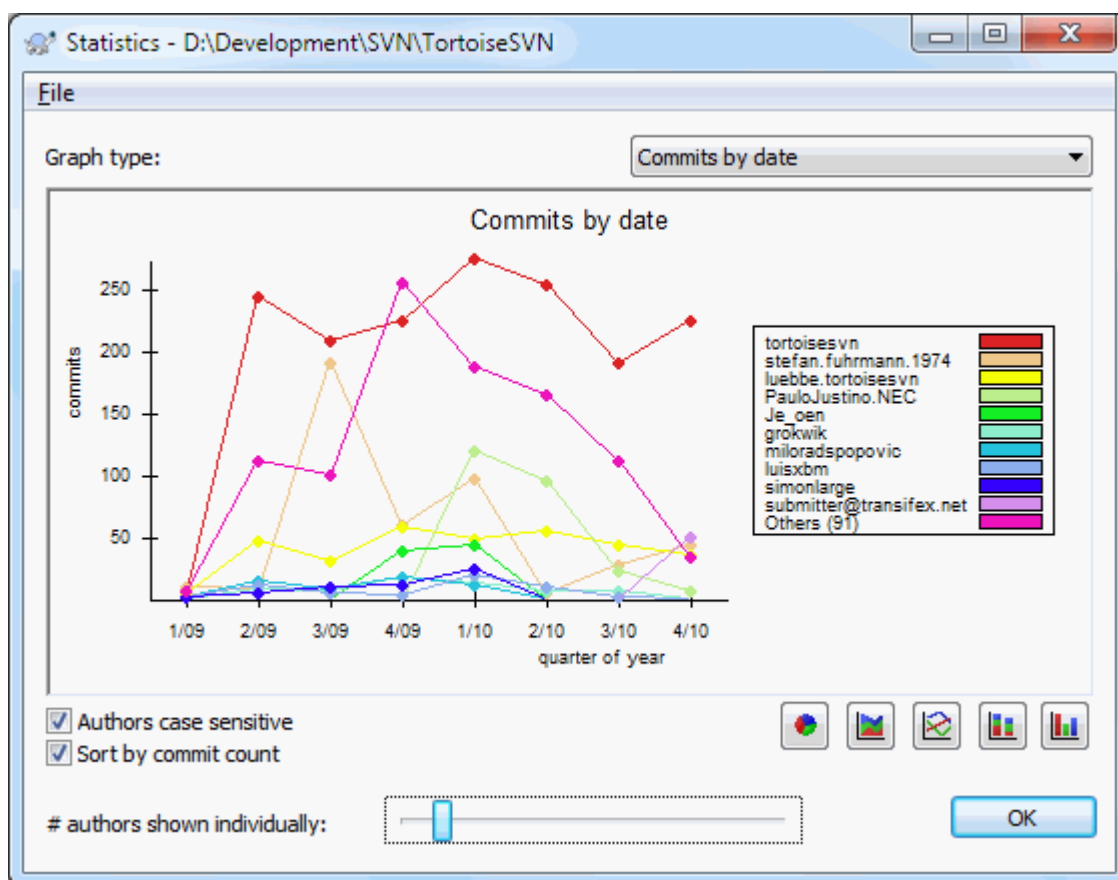 Statistics - D:\Development\SVN\TortoiseSVN
File
Graph type:
Commits by date
Commits by date
commits
250
200
150
100
50
1/09 2/09 3/09 4/09 1/10 2/10 3/10 4/10
quarter of year
tortoisesvn
stefan.fuhrmann.1974
luebbe.tortoisesvn
PauloJustino.NEC
Je_oen
grokwik
miloradspopovic
luisxbm
simonlarge
submitter@transifex.net
Others (91)
Authors case sensitive
Sort by commit count
# authors shown individually:
OK